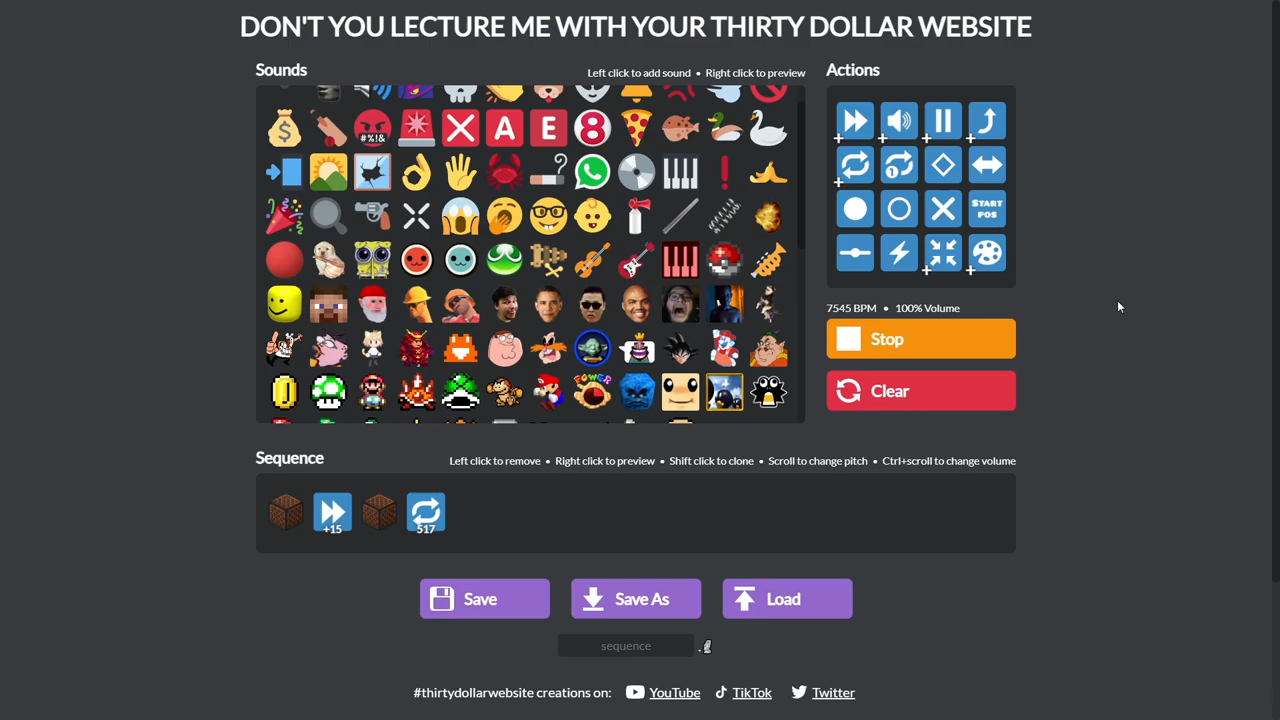 DON'T YOU LECTURE ME WITH YOUR THIRTY DOLLAR WEBSITE
Sounds
Left click to add sound • Right click to preview
Actions
#%!&
A
E
8
1
START
POS
POWER
7545 BPM • 100% Volume
Stop
Clear
Sequence
Left click to remove • Right click to preview • Shift click to clone • Scroll to change pitch • Ctrl+scroll to change volume
+15
517
Save
Save As
Load
sequence
#thirtydollarwebsite creations on: YouTube TikTok Twitter